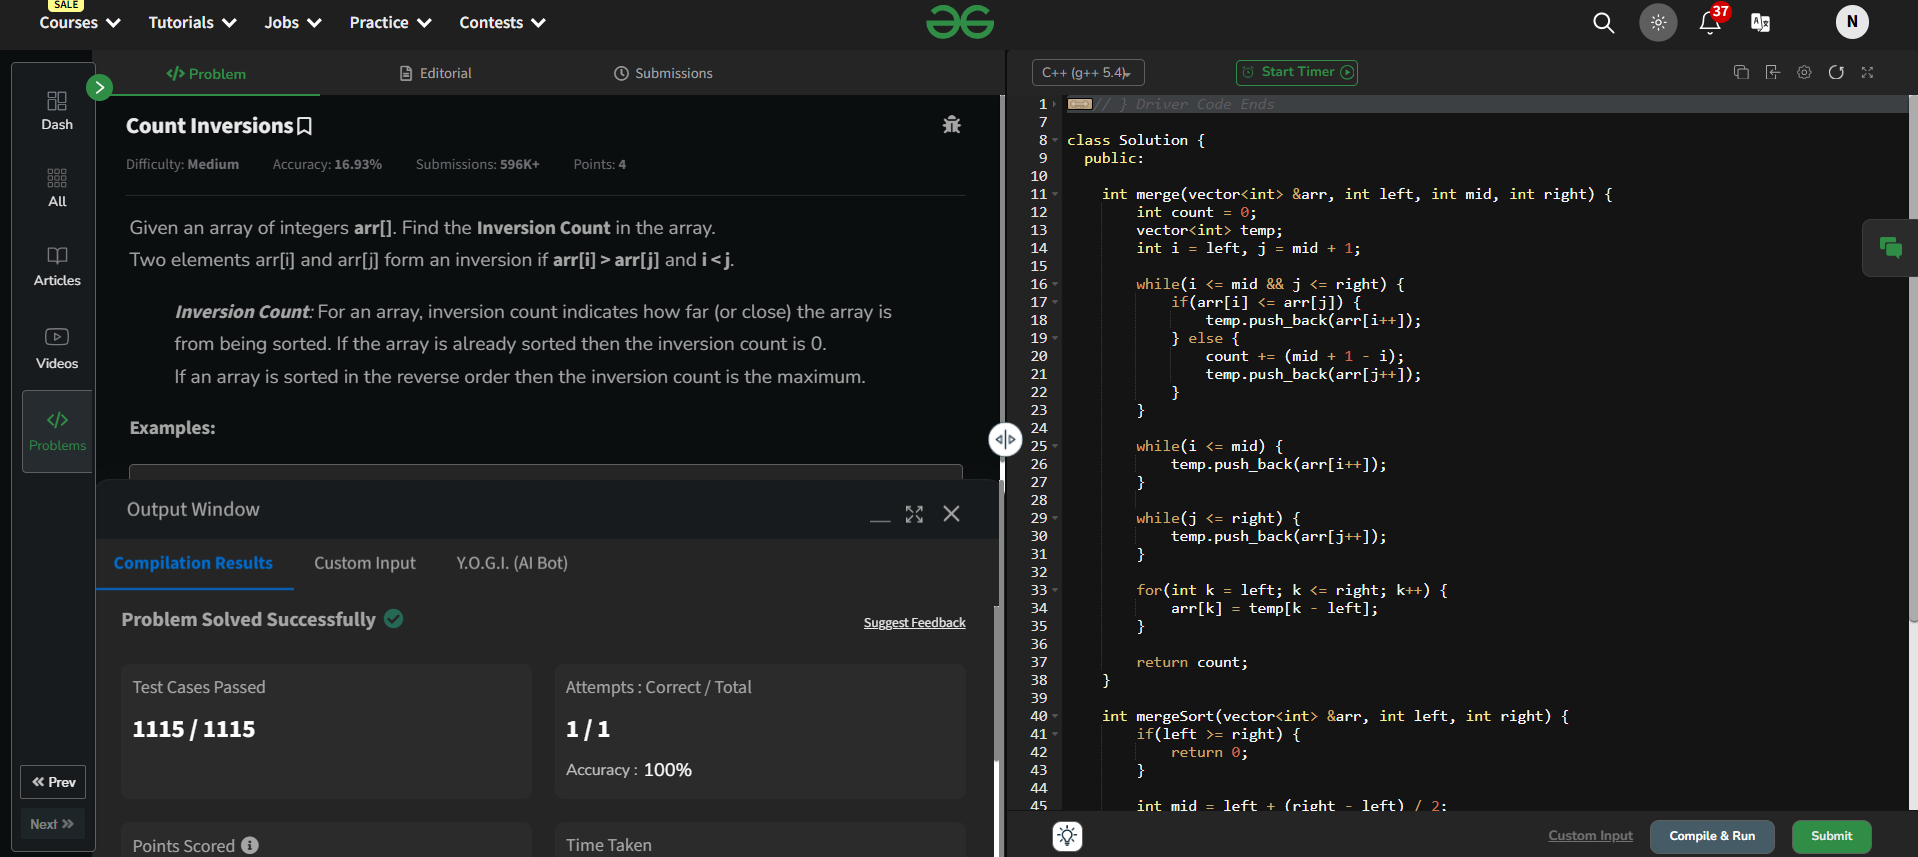 SALE
Courses Tutorials Jobs Practice Contests
37
N
Dash
All
Articles
Videos
Problems
Prev
Next
Problem Editorial Submissions
Count Inversions
Difficulty: Medium Accuracy: 16.93% Submissions: 596K+ Points: 4
Given an array of integers arr[]. Find the Inversion Count in the array.
Two elements arr[i] and arr[j] form an inversion if arr[i] > arr[j] and i < j.
Inversion Count: For an array, inversion count indicates how far (or close) the array is
from being sorted. If the array is already sorted then the inversion count is 0.
If an array is sorted in the reverse order then the inversion count is the maximum.
Examples:
Output Window
Compilation Results Custom Input Y.O.G.I. (AI Bot)
Problem Solved Successfully
Suggest Feedback
Test Cases Passed
1115 / 1115
Attempts : Correct / Total
1 / 1
Accuracy : 100%
Points Scored
Time Taken
C++ (g++ 5.4)
Start Timer
1 // } Driver Code Ends
7
8 class Solution {
9 public:
10
11 int merge(vector<int> &arr, int left, int mid, int right) {
12 int count = 0;
13 vector<int> temp;
14 int i = left, j = mid + 1;
15
16 while(i <= mid && j <= right) {
17 if(arr[i] <= arr[j]) {
18 temp.push_back(arr[i++]);
19 } else {
20 count += (mid + 1 - i);
21 temp.push_back(arr[j++]);
22 }
23 }
24
25 while(i <= mid) {
26 temp.push_back(arr[i++]);
27 }
28
29 while(j <= right) {
30 temp.push_back(arr[j++]);
31 }
32
33 for(int k = left; k <= right; k++) {
34 arr[k] = temp[k - left];
35 }
36
37 return count;
38 }
39
40 int mergeSort(vector<int> &arr, int left, int right) {
41 if(left >= right) {
42 return 0;
43 }
44
45 int mid = left + (right - left) / 2;
Custom Input
Compile & Run
Submit